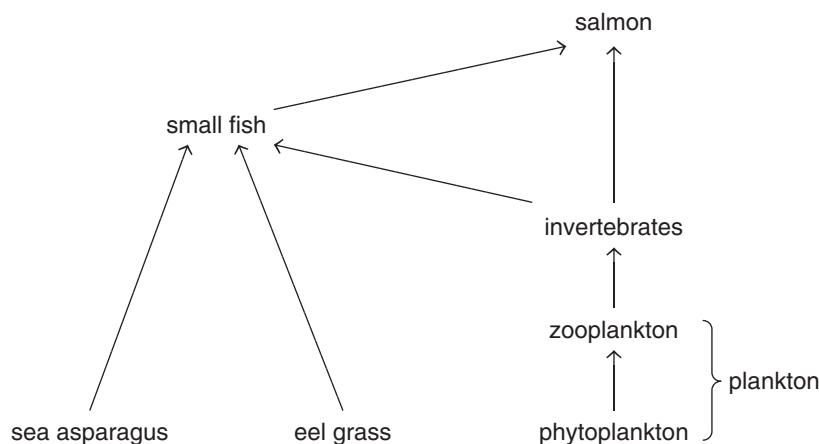 salmon
small fish
invertebrates
zooplankton
plankton
sea asparagus
eel grass
phytoplankton